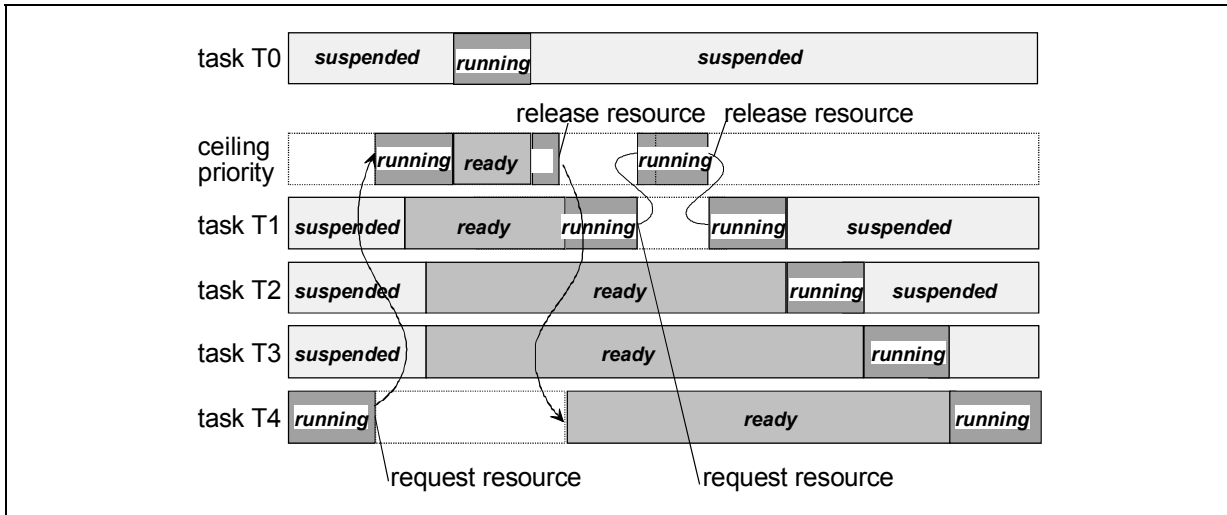 task T0
suspended
running
suspended
release resource
release resource
ceiling
priority
running
ready
running
task T1
suspended
ready
running
running
suspended
task T2
suspended
ready
running
suspended
task T3
suspended
ready
running
task T4
running
ready
running
request resource
request resource